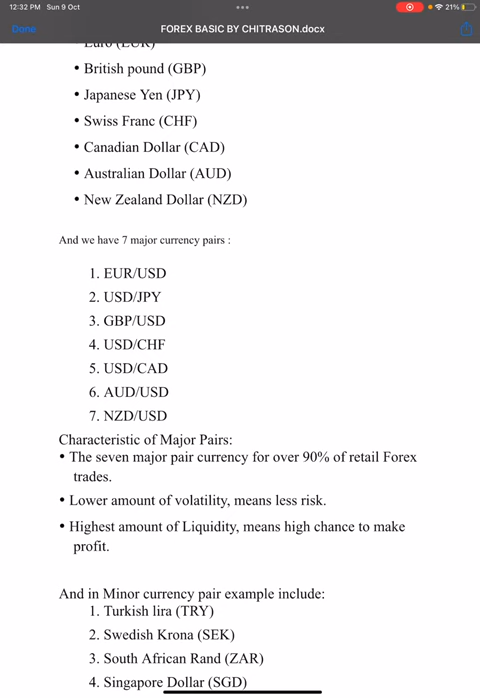 12:32 PM Sun 9 Oct
21%
Done
FOREX BASIC BY CHITRASON.docx
• Euro (EUR)
• British pound (GBP)
• Japanese Yen (JPY)
• Swiss Franc (CHF)
• Canadian Dollar (CAD)
• Australian Dollar (AUD)
• New Zealand Dollar (NZD)
And we have 7 major currency pairs :
1. EUR/USD
2. USD/JPY
3. GBP/USD
4. USD/CHF
5. USD/CAD
6. AUD/USD
7. NZD/USD
Characteristic of Major Pairs:
• The seven major pair currency for over 90% of retail Forex
trades.
• Lower amount of volatility, means less risk.
• Highest amount of Liquidity, means high chance to make
profit.
And in Minor currency pair example include:
1. Turkish lira (TRY)
2. Swedish Krona (SEK)
3. South African Rand (ZAR)
4. Singapore Dollar (SGD)